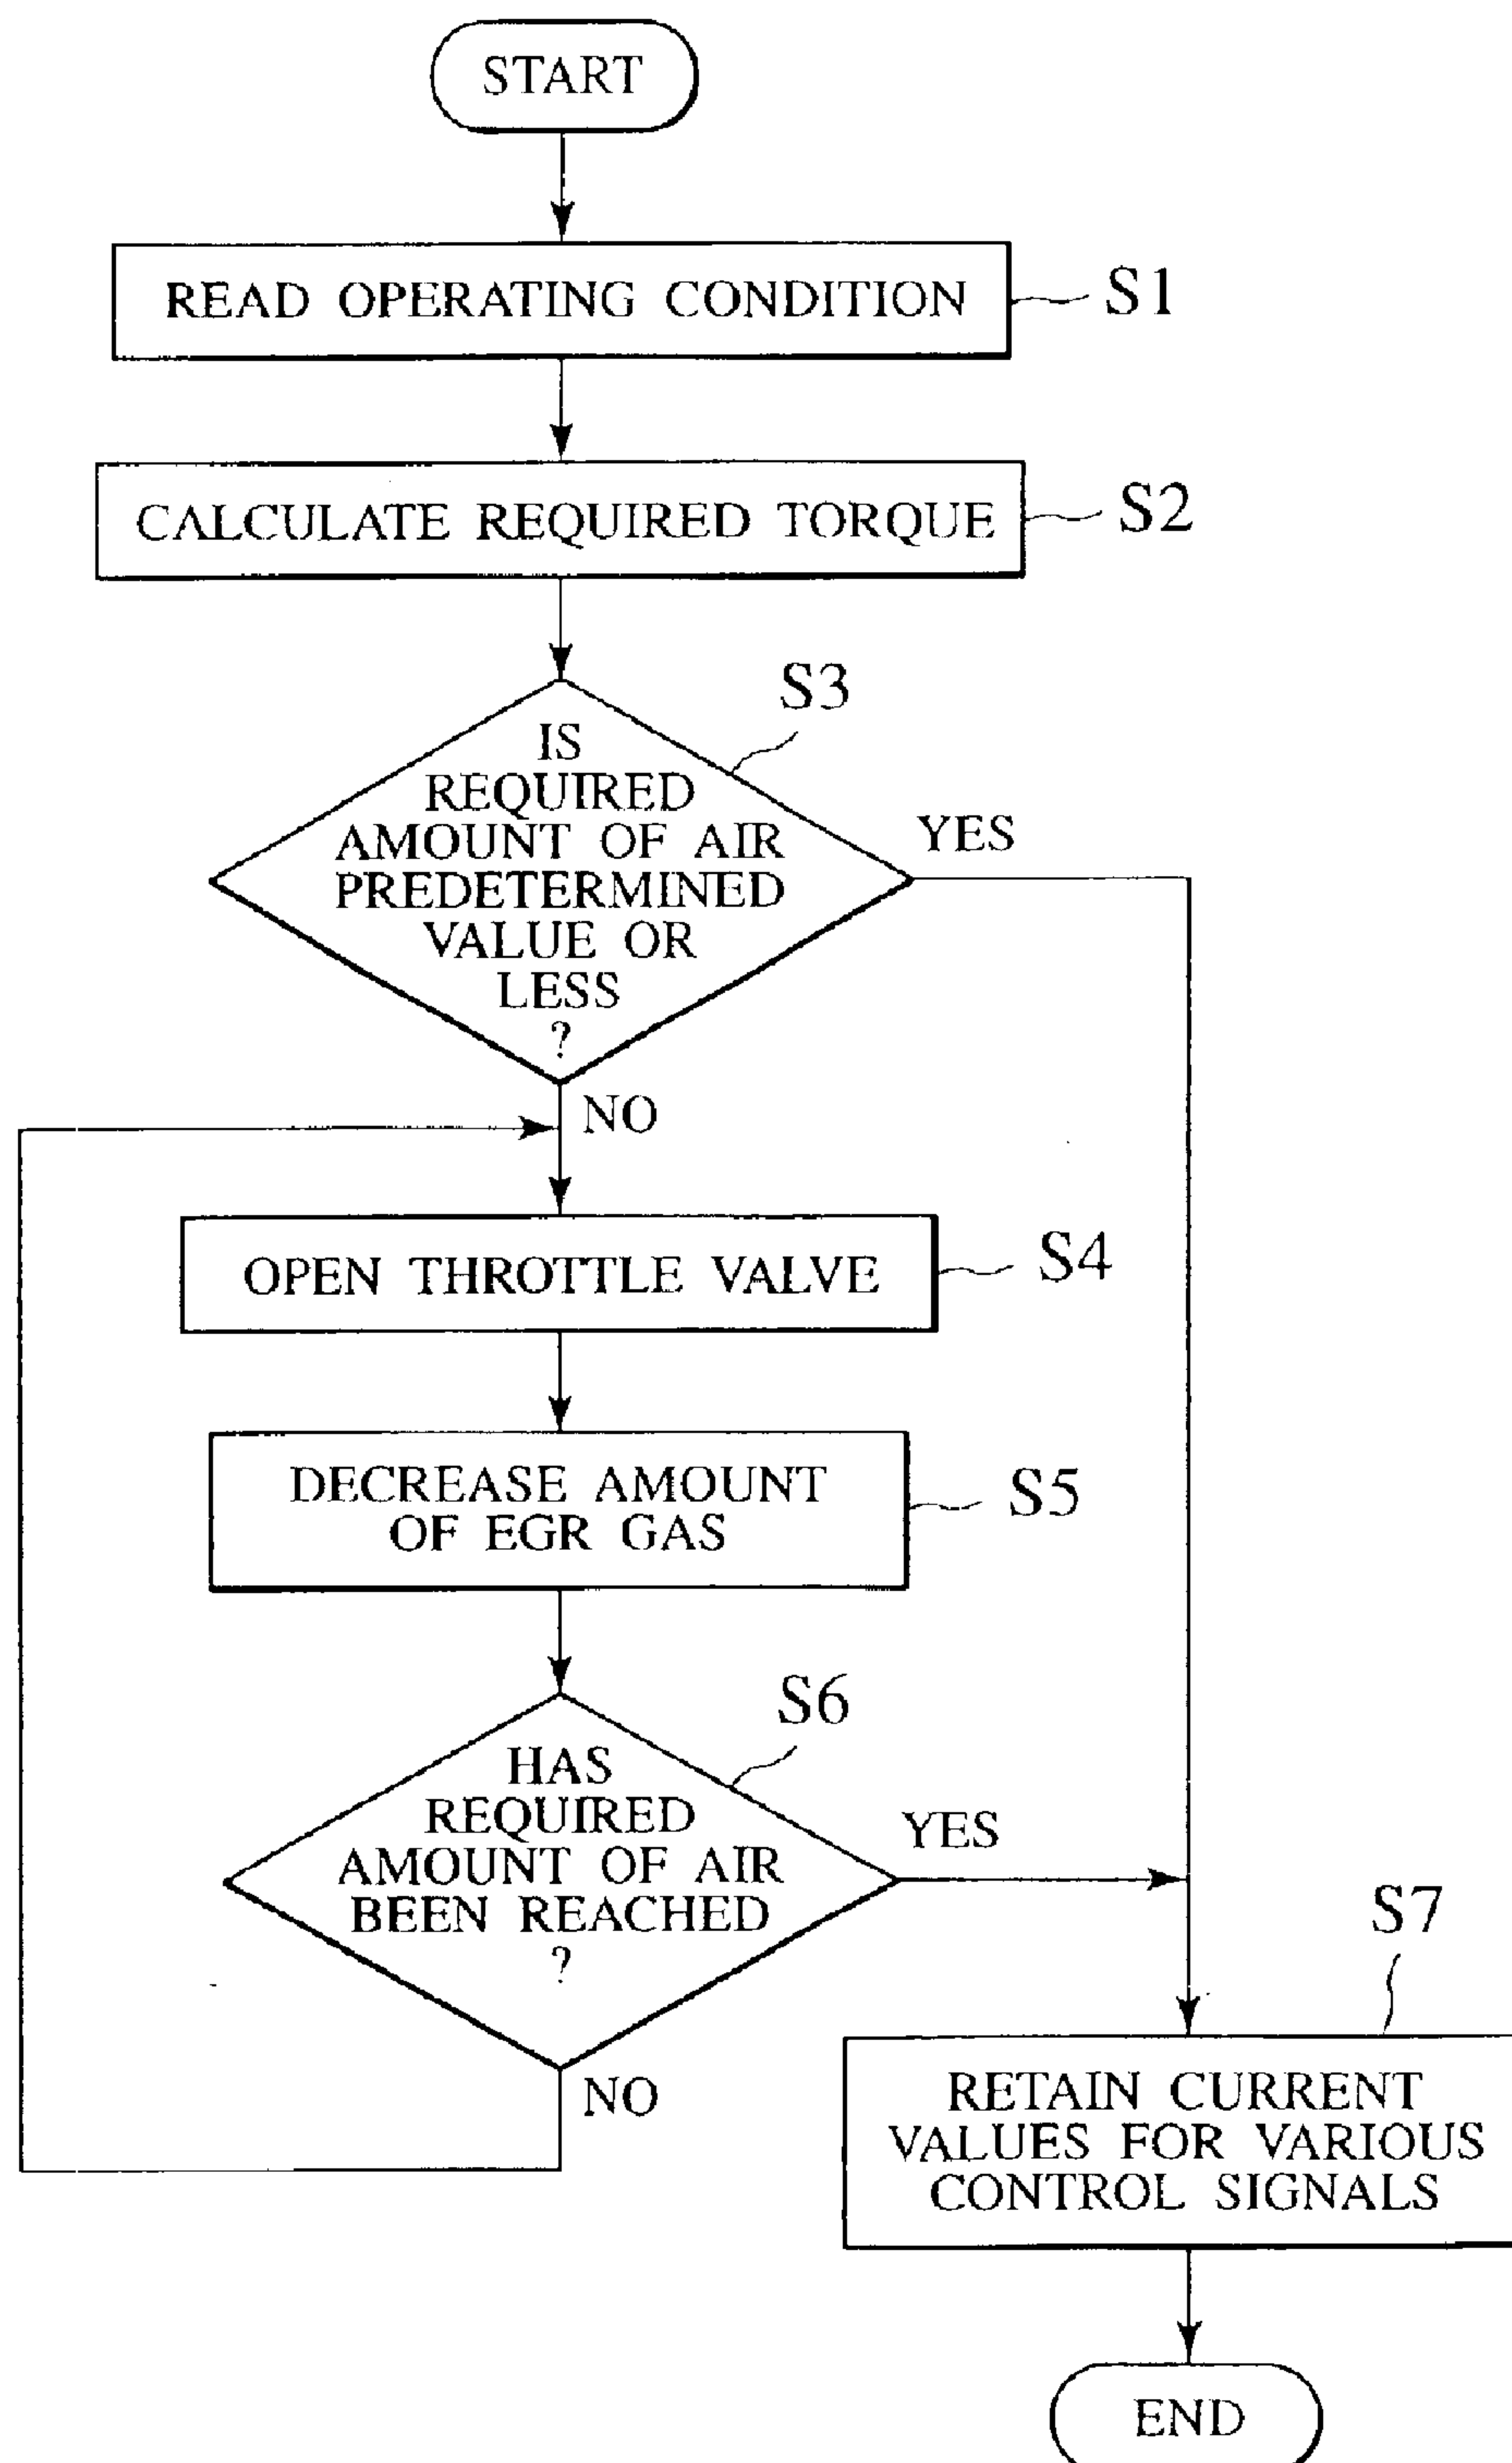 START
READ OPERATING CONDITION
S1
CALCULATE REQUIRED TORQUE
S2
S3
IS
REQUIRED
AMOUNT OF AIR
PREDETERMINED
VALUE OR
LESS
?
YES
NO
OPEN THROTTLE VALVE
S4
DECREASE AMOUNT
OF EGR GAS
S5
S6
HAS
REQUIRED
AMOUNT OF AIR
BEEN REACHED
?
YES
NO
S7
RETAIN CURRENT
VALUES FOR VARIOUS
CONTROL SIGNALS
END